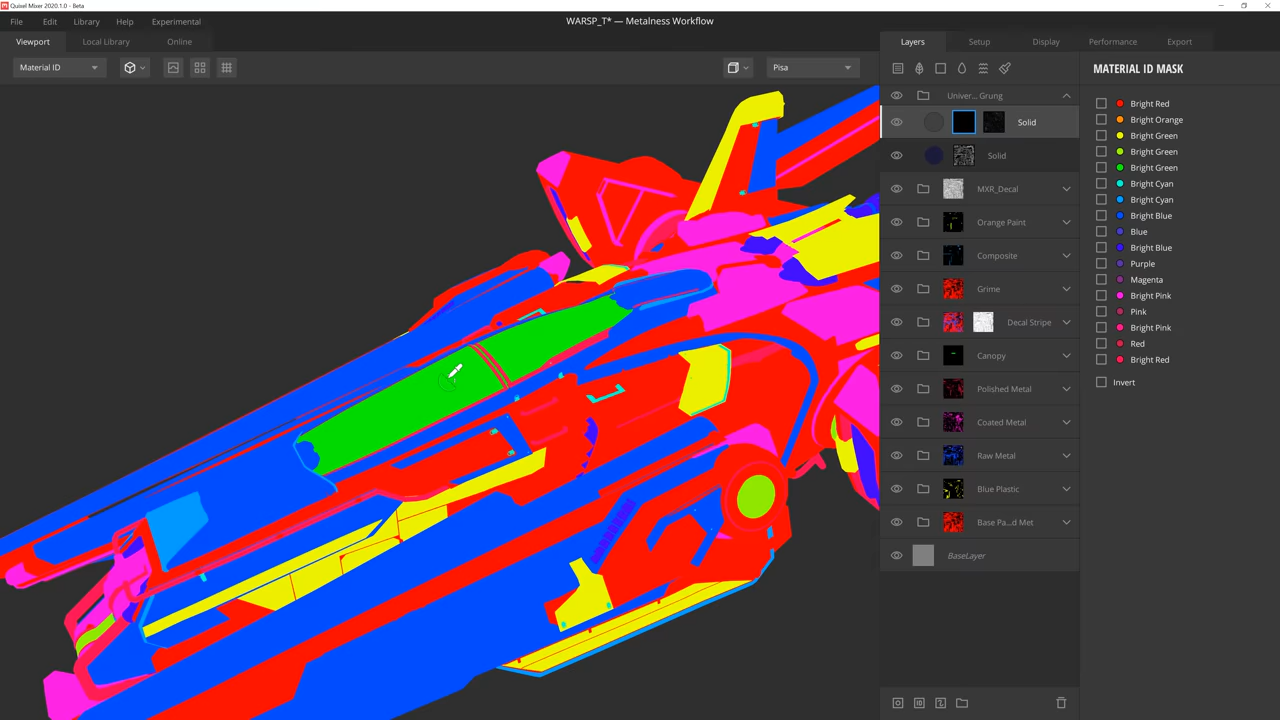 Quixel Mixer 2020.1.0 - Beta
File Edit Library Help Experimental
WARSP_T* — Metalness Workflow
Viewport Local Library Online
Layers Setup Display Performance Export
Material ID
Pisa
MATERIAL ID MASK
Univer... Grung
Solid
Solid
MXR_Decal
Orange Paint
Composite
Grime
Decal Stripe
Canopy
Polished Metal
Coated Metal
Raw Metal
Blue Plastic
Base Pa...d Met
BaseLayer
Bright Red
Bright Orange
Bright Green
Bright Green
Bright Green
Bright Cyan
Bright Cyan
Bright Blue
Blue
Bright Blue
Purple
Magenta
Bright Pink
Pink
Bright Pink
Red
Bright Red
Invert